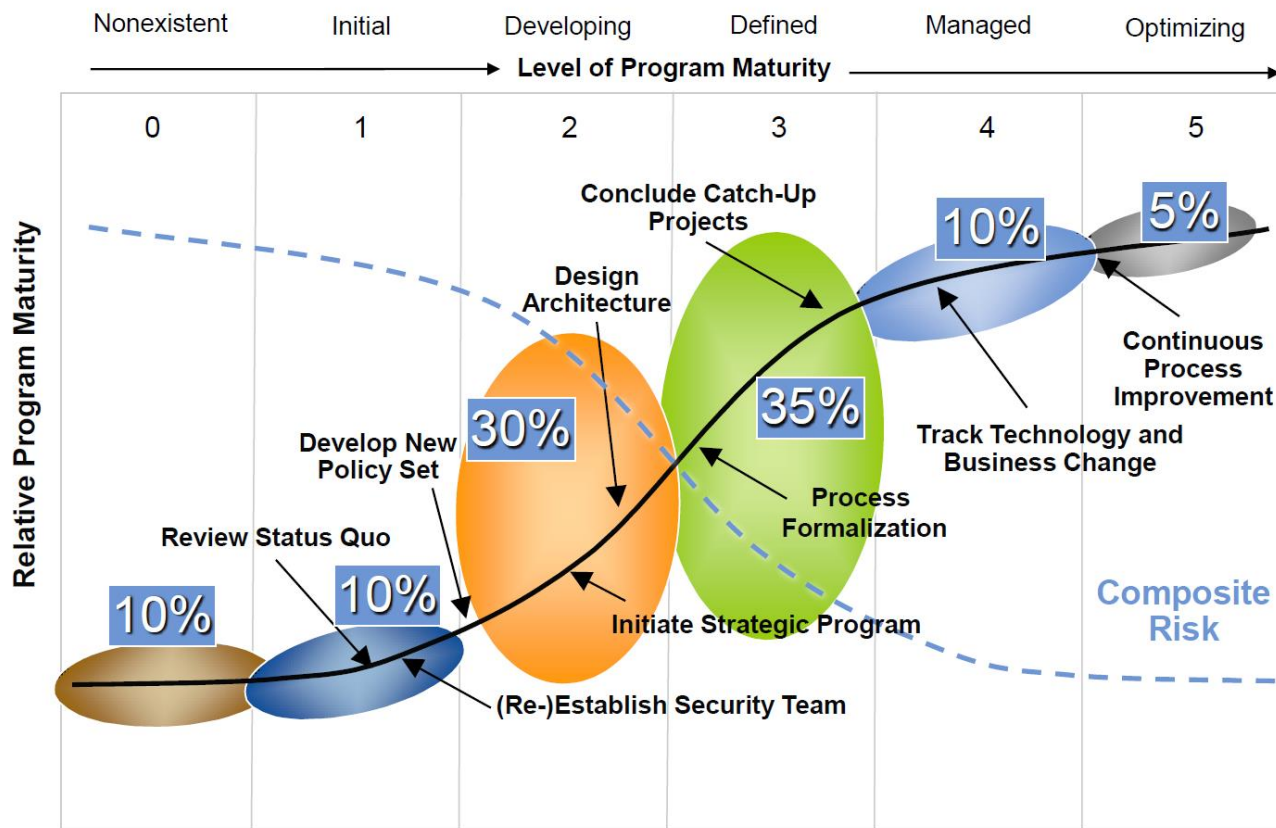 Nonexistent
Initial
Developing
Defined
Managed
Optimizing
Level of Program Maturity
0
1
2
3
4
5
Relative Program Maturity
Conclude Catch-Up
Projects
10%
5%
Design
Architecture
Continuous
Process
Improvement
30%
35%
Develop New
Policy Set
Track Technology and
Business Change
Process
Formalization
Review Status Quo
10%
10%
Initiate Strategic Program
Composite
Risk
(Re-)Establish Security Team